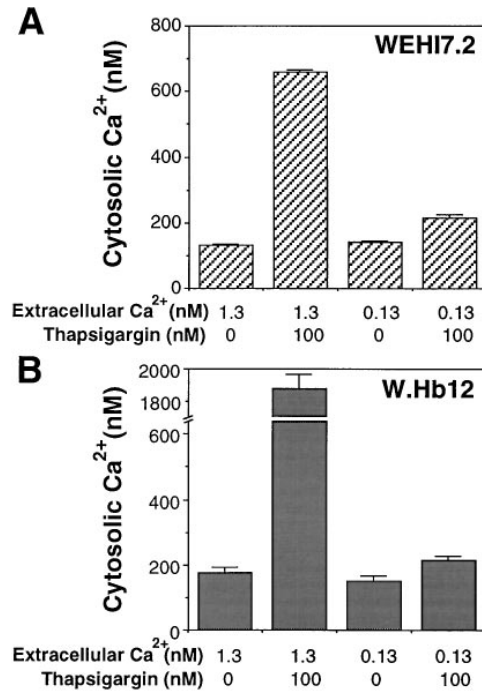 A
WEHI7.2
Cytosolic Ca²⁺(nM)
800
600
400
200
0
Extracellular Ca²⁺ (nM) 1.3 1.3 0.13 0.13
Thapsigargin (nM) 0 100 0 100
B
W.Hb12
Cytosolic Ca²⁺(nM)
2000
1800
600
400
200
0
Extracellular Ca²⁺(nM) 1.3 1.3 0.13 0.13
Thapsigargin (nM) 0 100 0 100